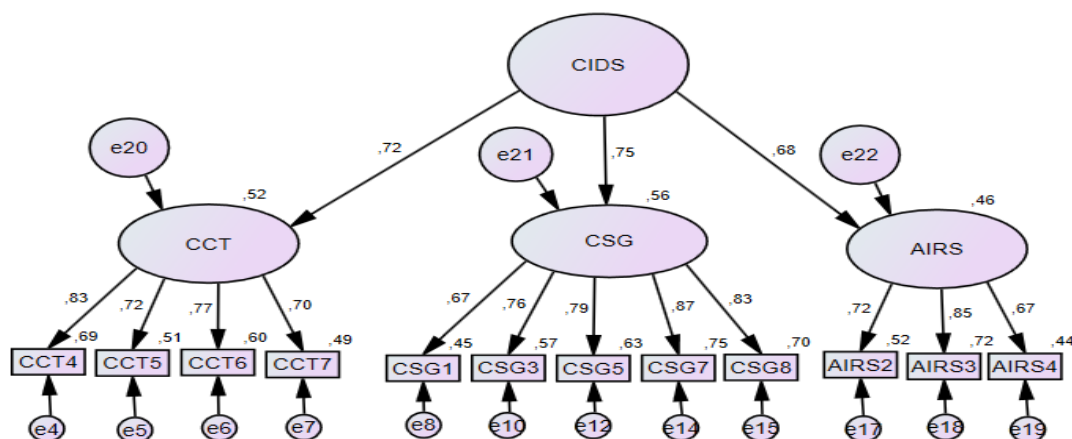 CIDS
e20
e21
e22
,72
,75
,68
,52
,56
,46
CCT
CSG
AIRS
,83
,72
,77
,70
,67
,76
,79
,87
,83
,72
,85
,67
,69
,51
,60
,49
,45
,57
,63
,75
,70
,52
,72
,44
CCT4
CCT5
CCT6
CCT7
CSG1
CSG3
CSG5
CSG7
CSG8
AIRS2
AIRS3
AIRS4
e4
e5
e6
e7
e8
e10
e12
e14
e15
e17
e18
e19